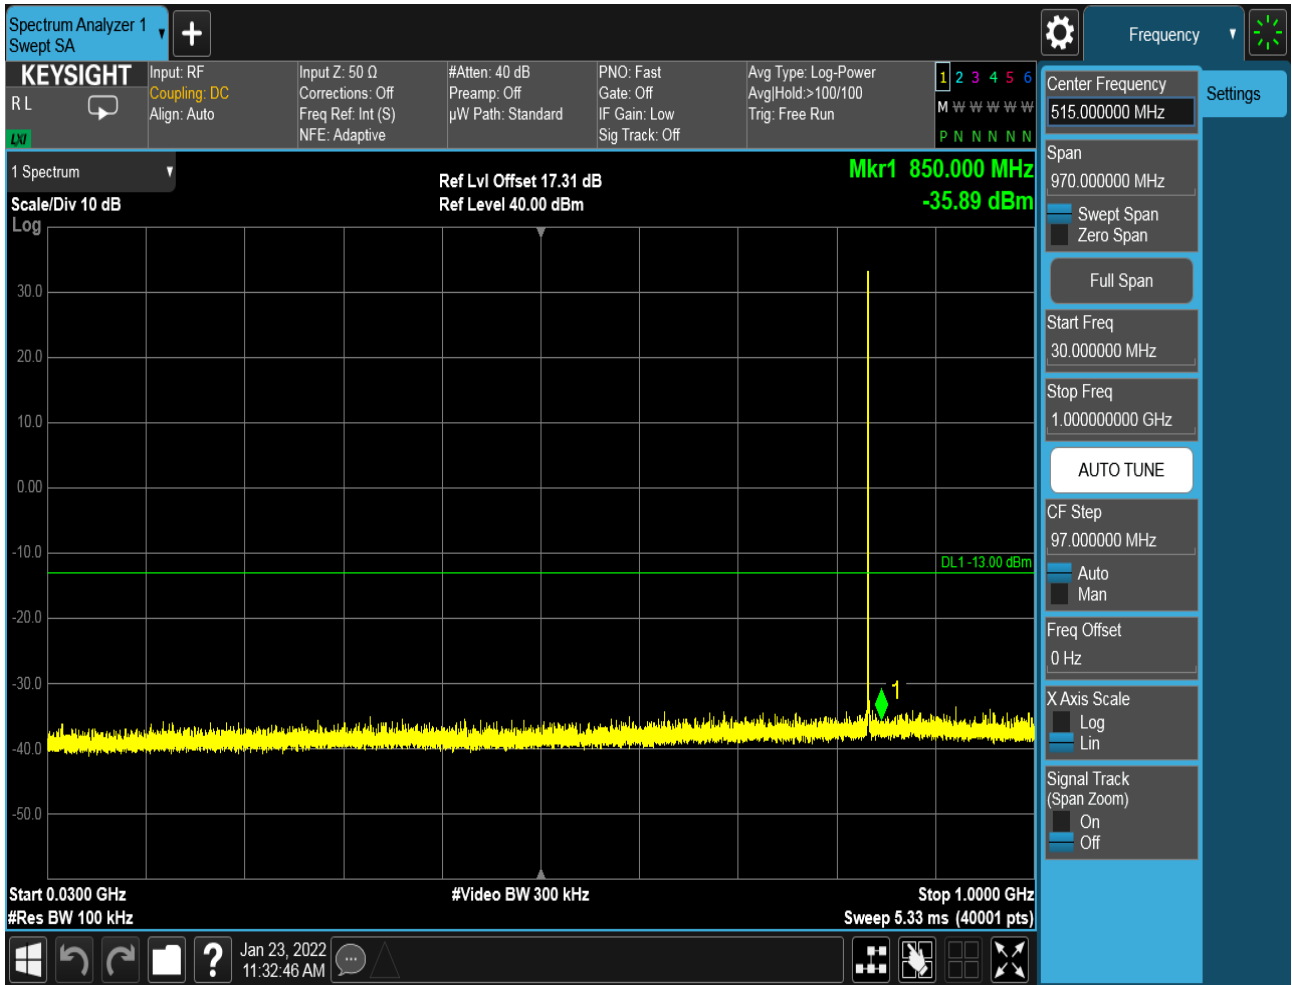 Spectrum Analyzer 1
Swept SA
Frequency
KEYSIGHT
R L
LXI
Input: RF
Coupling: DC
Align: Auto
Input Z: 50 Ω
Corrections: Off
Freq Ref: Int (S)
NFE: Adaptive
#Atten: 40 dB
Preamp: Off
µW Path: Standard
PNO: Fast
Gate: Off
IF Gain: Low
Sig Track: Off
Avg Type: Log-Power
Avg|Hold:>100/100
Trig: Free Run
1 2 3 4 5 6
M W W W W W
P N N N N N
1 Spectrum
Scale/Div 10 dB
Log
Ref Lvl Offset 17.31 dB
Ref Level 40.00 dBm
Mkr1 850.000 MHz
-35.89 dBm
30.0
20.0
10.0
0.00
-10.0
-20.0
-30.0
-40.0
-50.0
DL1 -13.00 dBm
1
Start 0.0300 GHz
#Res BW 100 kHz
#Video BW 300 kHz
Stop 1.0000 GHz
Sweep 5.33 ms (40001 pts)
Center Frequency
515.000000 MHz
Settings
Span
970.000000 MHz
Swept Span
Zero Span
Full Span
Start Freq
30.000000 MHz
Stop Freq
1.000000000 GHz
AUTO TUNE
CF Step
97.000000 MHz
Auto
Man
Freq Offset
0 Hz
X Axis Scale
Log
Lin
Signal Track
(Span Zoom)
On
Off
?
Jan 23, 2022
11:32:46 AM